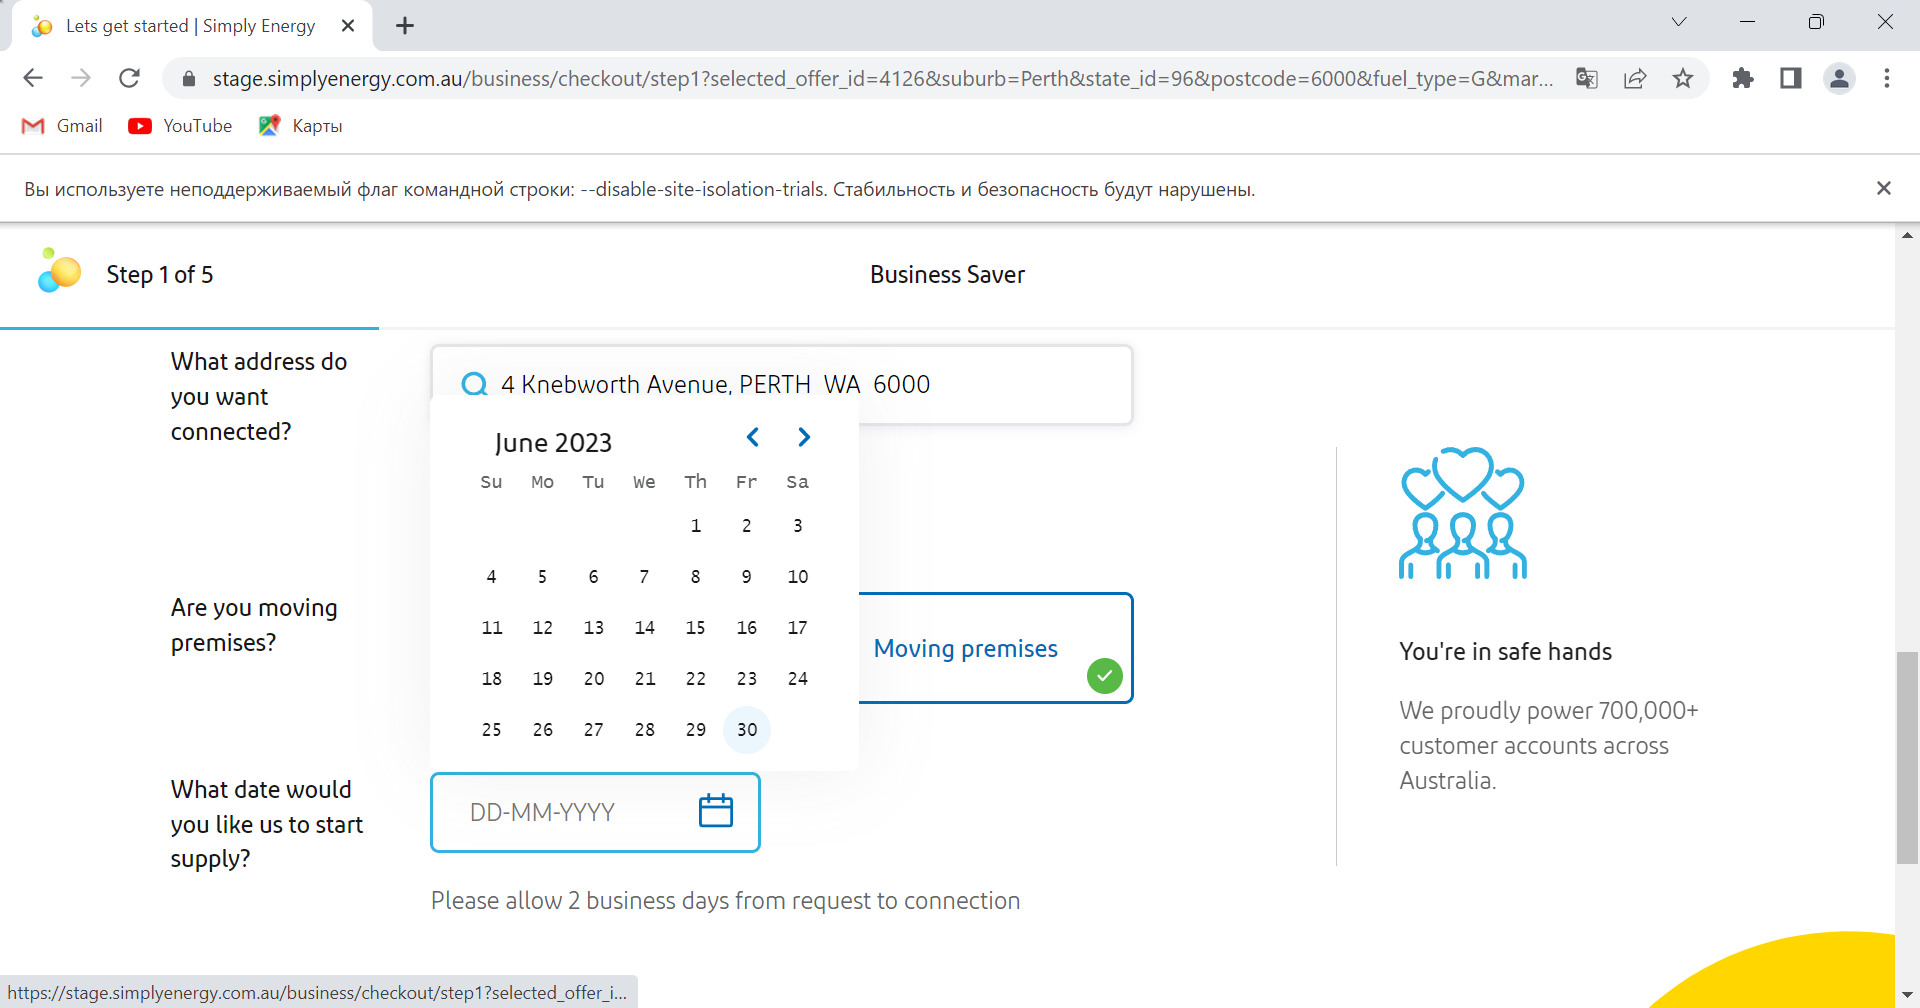 Lets get started | Simply Energy
stage.simplyenergy.com.au/business/checkout/step1?selected_offer_id=4126&suburb=Perth&state_id=96&postcode=6000&fuel_type=G&mar...
Gmail
YouTube
Карты
Вы используете неподдерживаемый флаг командной строки: --disable-site-isolation-trials. Стабильность и безопасность будут нарушены.
Step 1 of 5
Business Saver
What address do
you want
connected?
4 Knebworth Avenue, PERTH WA 6000
June 2023
Su Mo Tu We Th Fr Sa
1 2 3
4 5 6 7 8 9 10
11 12 13 14 15 16 17
18 19 20 21 22 23 24
25 26 27 28 29 30
Are you moving
premises?
Moving premises
What date would
you like us to start
supply?
DD-MM-YYYY
Please allow 2 business days from request to connection
You're in safe hands
We proudly power 700,000+
customer accounts across
Australia.
https://stage.simplyenergy.com.au/business/checkout/step1?selected_offer_i...